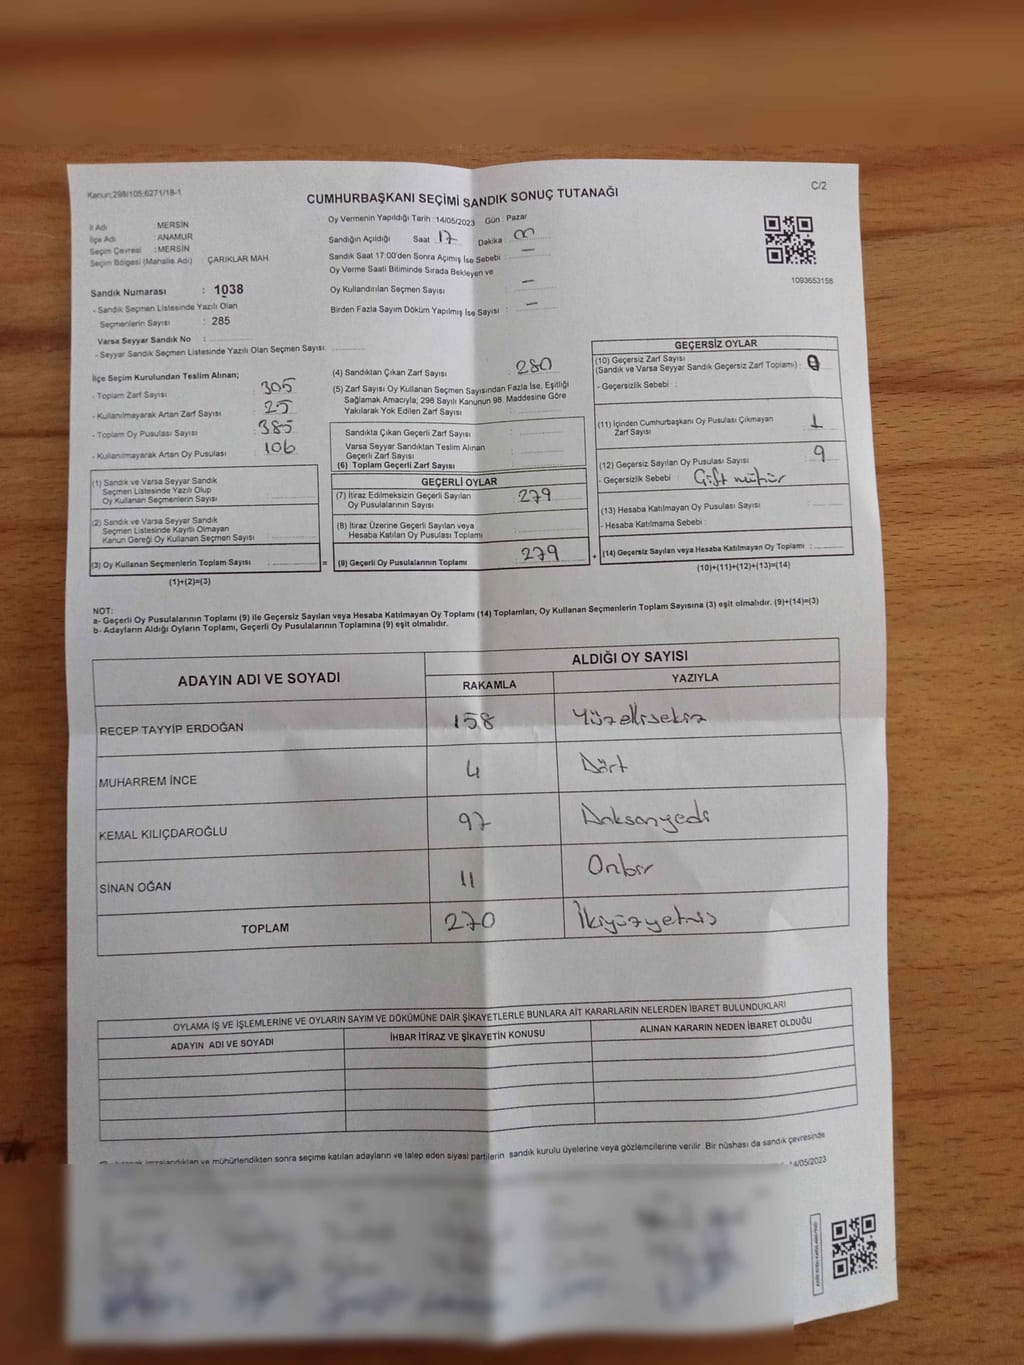 Kanun:298/105:6271/18-1
C/2
CUMHURBAŞKANI SEÇİMİ SANDIK SONUÇ TUTANAĞI
İl Adı MERSİN
İlçe Adı : ANAMUR
Seçim Çevresi : MERSİN
Seçim Bölgesi (Mahalle Adı) : ÇARIKLAR MAH.
Sandık Numarası : 1038
- Sandık Seçmen Listesinde Yazılı Olan
Seçmenlerin Sayısı : 285
Varsa Seyyar Sandık No :
- Seyyar Sandık Seçmen Listesinde Yazılı Olan Seçmen Sayısı:
Oy Vermenin Yapıldığı Tarih : 14/05/2023 Gün : Pazar
Sandığın Açıldığı Saat 17 Dakika 00
Sandık Saat 17:00'den Sonra Açımış İse Sebebi : —
Oy Verme Saati Bitiminde Sırada Bekleyen ve
Oy Kullandırılan Seçmen Sayısı —
Birden Fazla Sayım Döküm Yapılmış İse Sayısı : —
1093653158
İlçe Seçim Kurulundan Teslim Alınan;
- Toplam Zarf Sayısı : 305
- Kullanılmayarak Artan Zarf Sayısı : 25
- Toplam Oy Pusulası Sayısı : 385
- Kullanılmayarak Artan Oy Pusulası : 106
(1) Sandık ve Varsa Seyyar Sandık
Seçmen Listesinde Yazılı Olup
Oy Kullanan Seçmenlerin Sayısı :
(2) Sandık ve Varsa Seyyar Sandık
Seçmen Listesinde Kayıtlı Olmayan
Kanun Gereği Oy Kullanan Seçmen Sayısı :
(3) Oy Kullanan Seçmenlerin Toplam Sayısı :
(1)+(2)=(3)
=
(4) Sandıktan Çıkan Zarf Sayısı : 280
(5) Zarf Sayısı Oy Kullanan Seçmen Sayısından Fazla İse, Eşitliği
Sağlamak Amacıyla; 298 Sayılı Kanunun 98. Maddesine Göre
Yakılarak Yok Edilen Zarf Sayısı :
Sandıkta Çıkan Geçerli Zarf Sayısı :
Varsa Seyyar Sandıktan Teslim Alınan
Geçerli Zarf Sayısı :
(6) Toplam Geçerli Zarf Sayısı :
GEÇERLİ OYLAR
(7) İtiraz Edilmeksizin Geçerli Sayılan
Oy Pusulalarının Sayısı : 279
(8) İtiraz Üzerine Geçerli Sayılan veya
Hesaba Katılan Oy Pusulası Toplamı :
(9) Geçerli Oy Pusulalarının Toplamı : 279
+
GEÇERSİZ OYLAR
(10) Geçersiz Zarf Sayısı
(Sandık ve Varsa Seyyar Sandık Geçersiz Zarf Toplamı) : 0
- Geçersizlik Sebebi :
(11) İçinden Cumhurbaşkanı Oy Pusulası Çıkmayan
Zarf Sayısı : 1
(12) Geçersiz Sayılan Oy Pusulası Sayısı : 9
- Geçersizlik Sebebi : Çift mühür
(13) Hesaba Katılmayan Oy Pusulası Sayısı :
- Hesaba Katılmama Sebebi :
(14) Geçersiz Sayılan veya Hesaba Katılmayan Oy Toplamı :
(10)+(11)+(12)+(13)=(14)
NOT:
a- Geçerli Oy Pusulalarının Toplamı (9) ile Geçersiz Sayılan veya Hesaba Katılmayan Oy Toplamı (14) Toplamları, Oy Kullanan Seçmenlerin Toplam Sayısına (3) eşit olmalıdır. (9)+(14)=(3)
b- Adayların Aldığı Oyların Toplamı, Geçerli Oy Pusulalarının Toplamına (9) eşit olmalıdır.
ADAYIN ADI VE SOYADI
ALDIĞI OY SAYISI
RAKAMLA YAZIYLA
RECEP TAYYİP ERDOĞAN 158 Yüzellisekiz
MUHARREM İNCE 4 Dört
KEMAL KILIÇDAROĞLU 97 Doksanyedi
SİNAN OĞAN 11 Onbir
TOPLAM 270 İkiyüzyetmiş
OYLAMA İŞ VE İŞLEMLERİNE VE OYLARIN SAYIM VE DÖKÜMÜNE DAİR ŞİKAYETLERLE BUNLARA AİT KARARLARIN NELERDEN İBARET BULUNDUKLARI
ADAYIN ADI VE SOYADI İHBAR İTİRAZ VE ŞİKAYETİN KONUSU ALINAN KARARIN NEDEN İBARET OLDUĞU
imzalandıktan ve mühürlendikten sonra seçime katılan adayların ve talep eden siyasi partilerin sandık kurulu üyelerine veya gözlemcilerine verilir. Bir nüshası da sandık çevresinde
14/05/2023